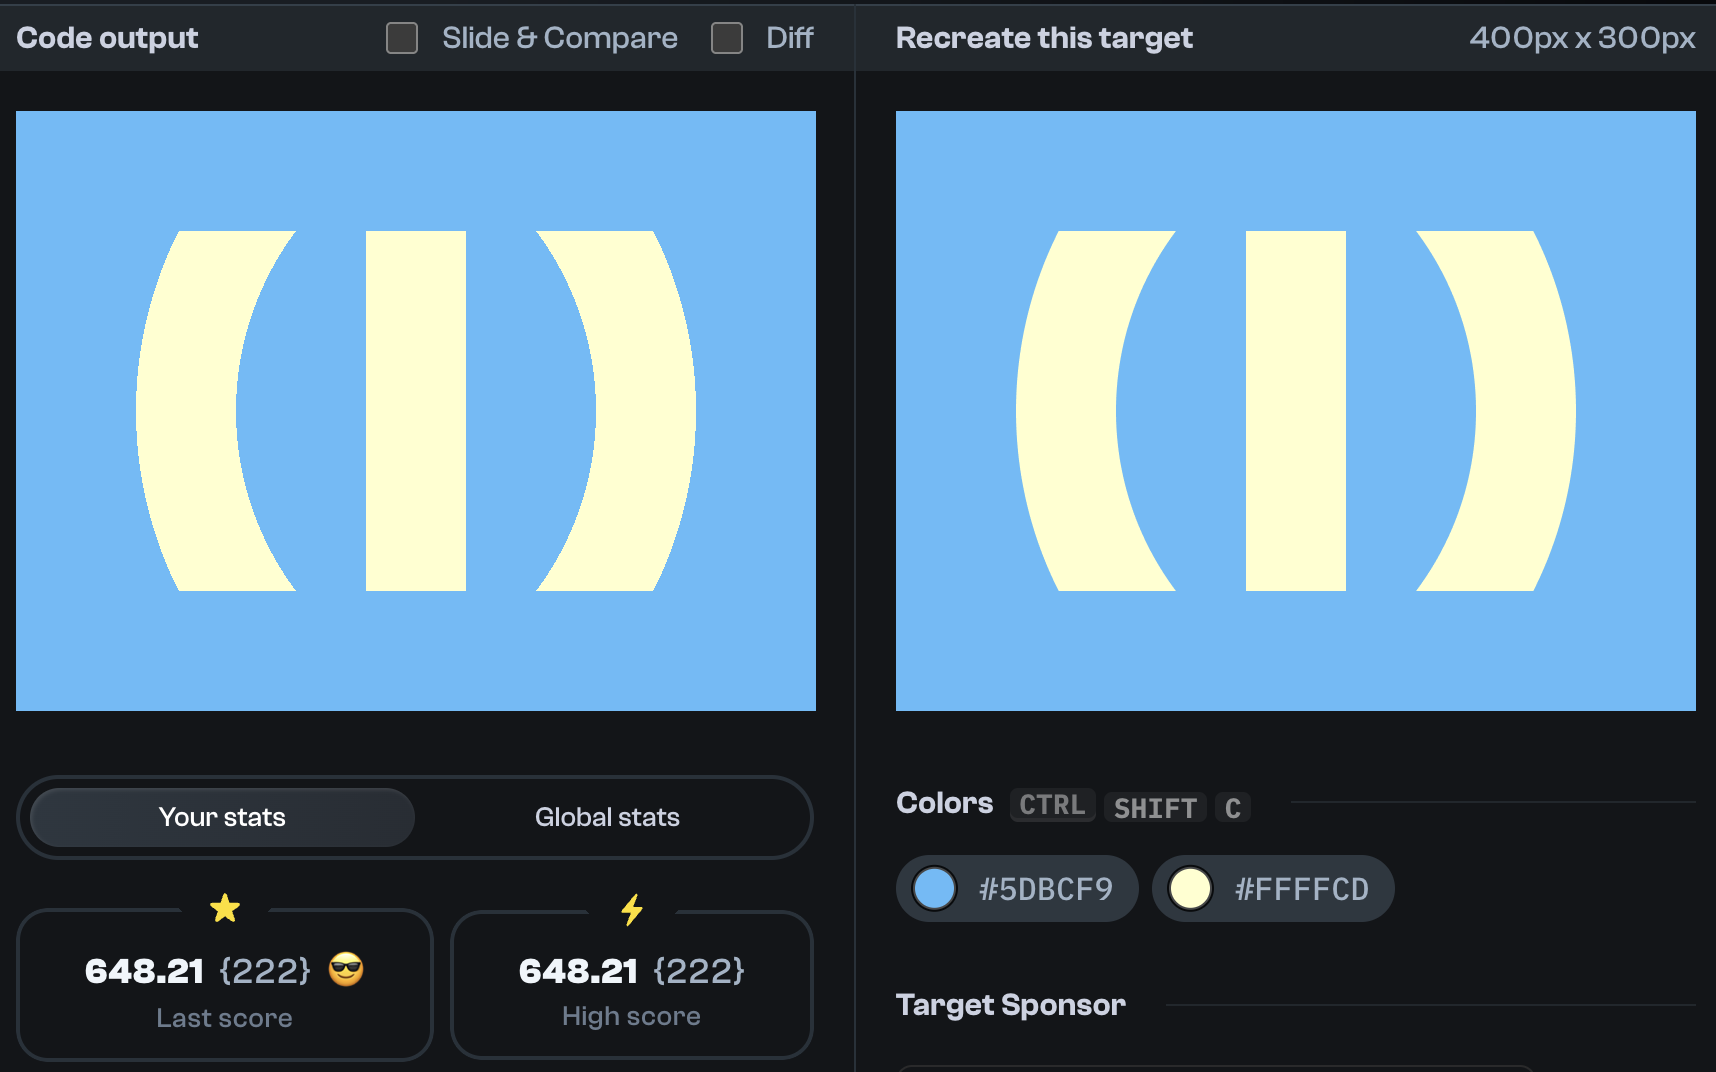 Code output
Slide & Compare
Diff
Recreate this target
400px x 300px
Your stats
Global stats
648.21 {222} 😎
Last score
648.21 {222}
High score
Colors CTRL SHIFT C
#5DBCF9
#FFFFCD
Target Sponsor